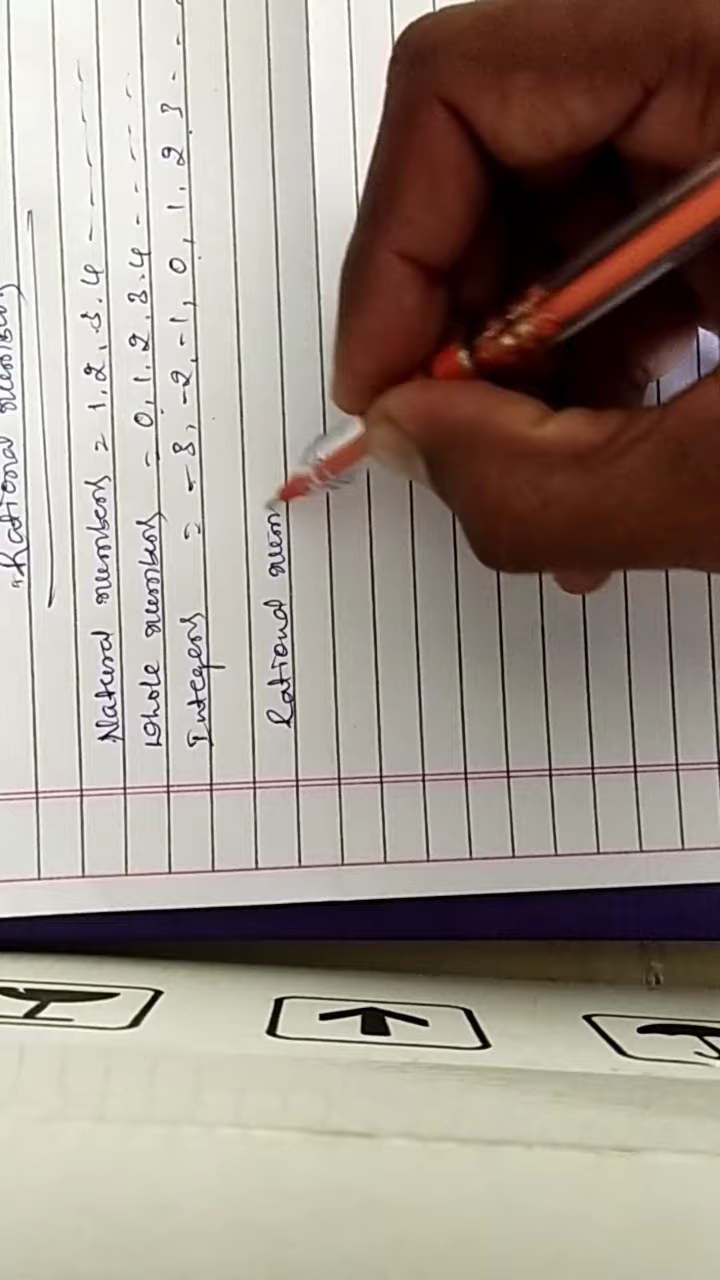 "Rational numbers
Natural numbers = 1, 2, 3, 4 - - - - - -
Whole numbers - 0, 1, 2, 3, 4 - - - - -
Integers = -3, -2, -1, 0, 1, 2, 3 - - -
Rational num